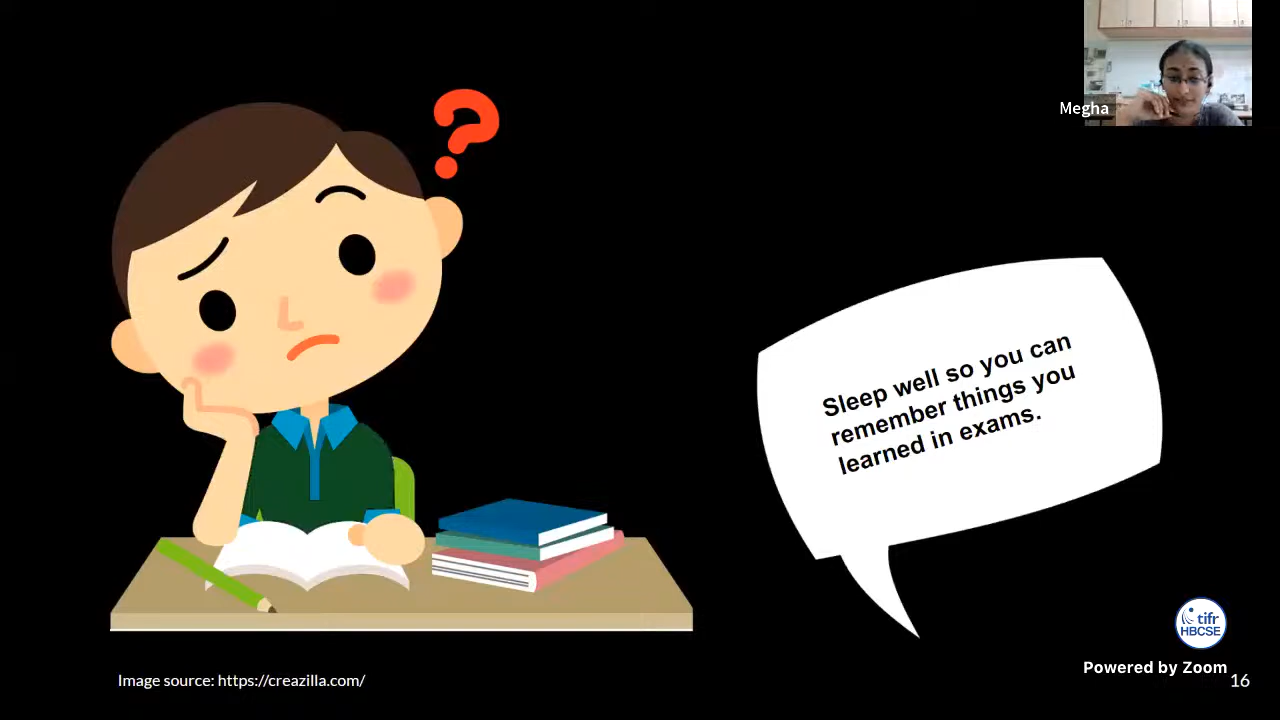 ?
Megha
Sleep well so you can
remember things you
learned in exams.
tifr
HBCSE
Powered by Zoom
Image source: https://creazilla.com/
16